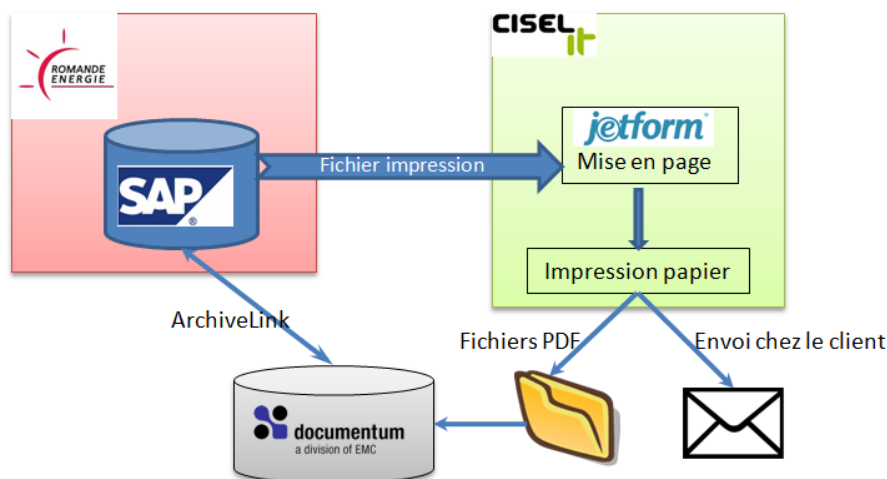 ROMANDE
ENERGIE
CISEL
it
SAP
®
Fichier impression
jetform®
Mise en page
Impression papier
ArchiveLink
Fichiers PDF
Envoi chez le client
documentum
a division of EMC